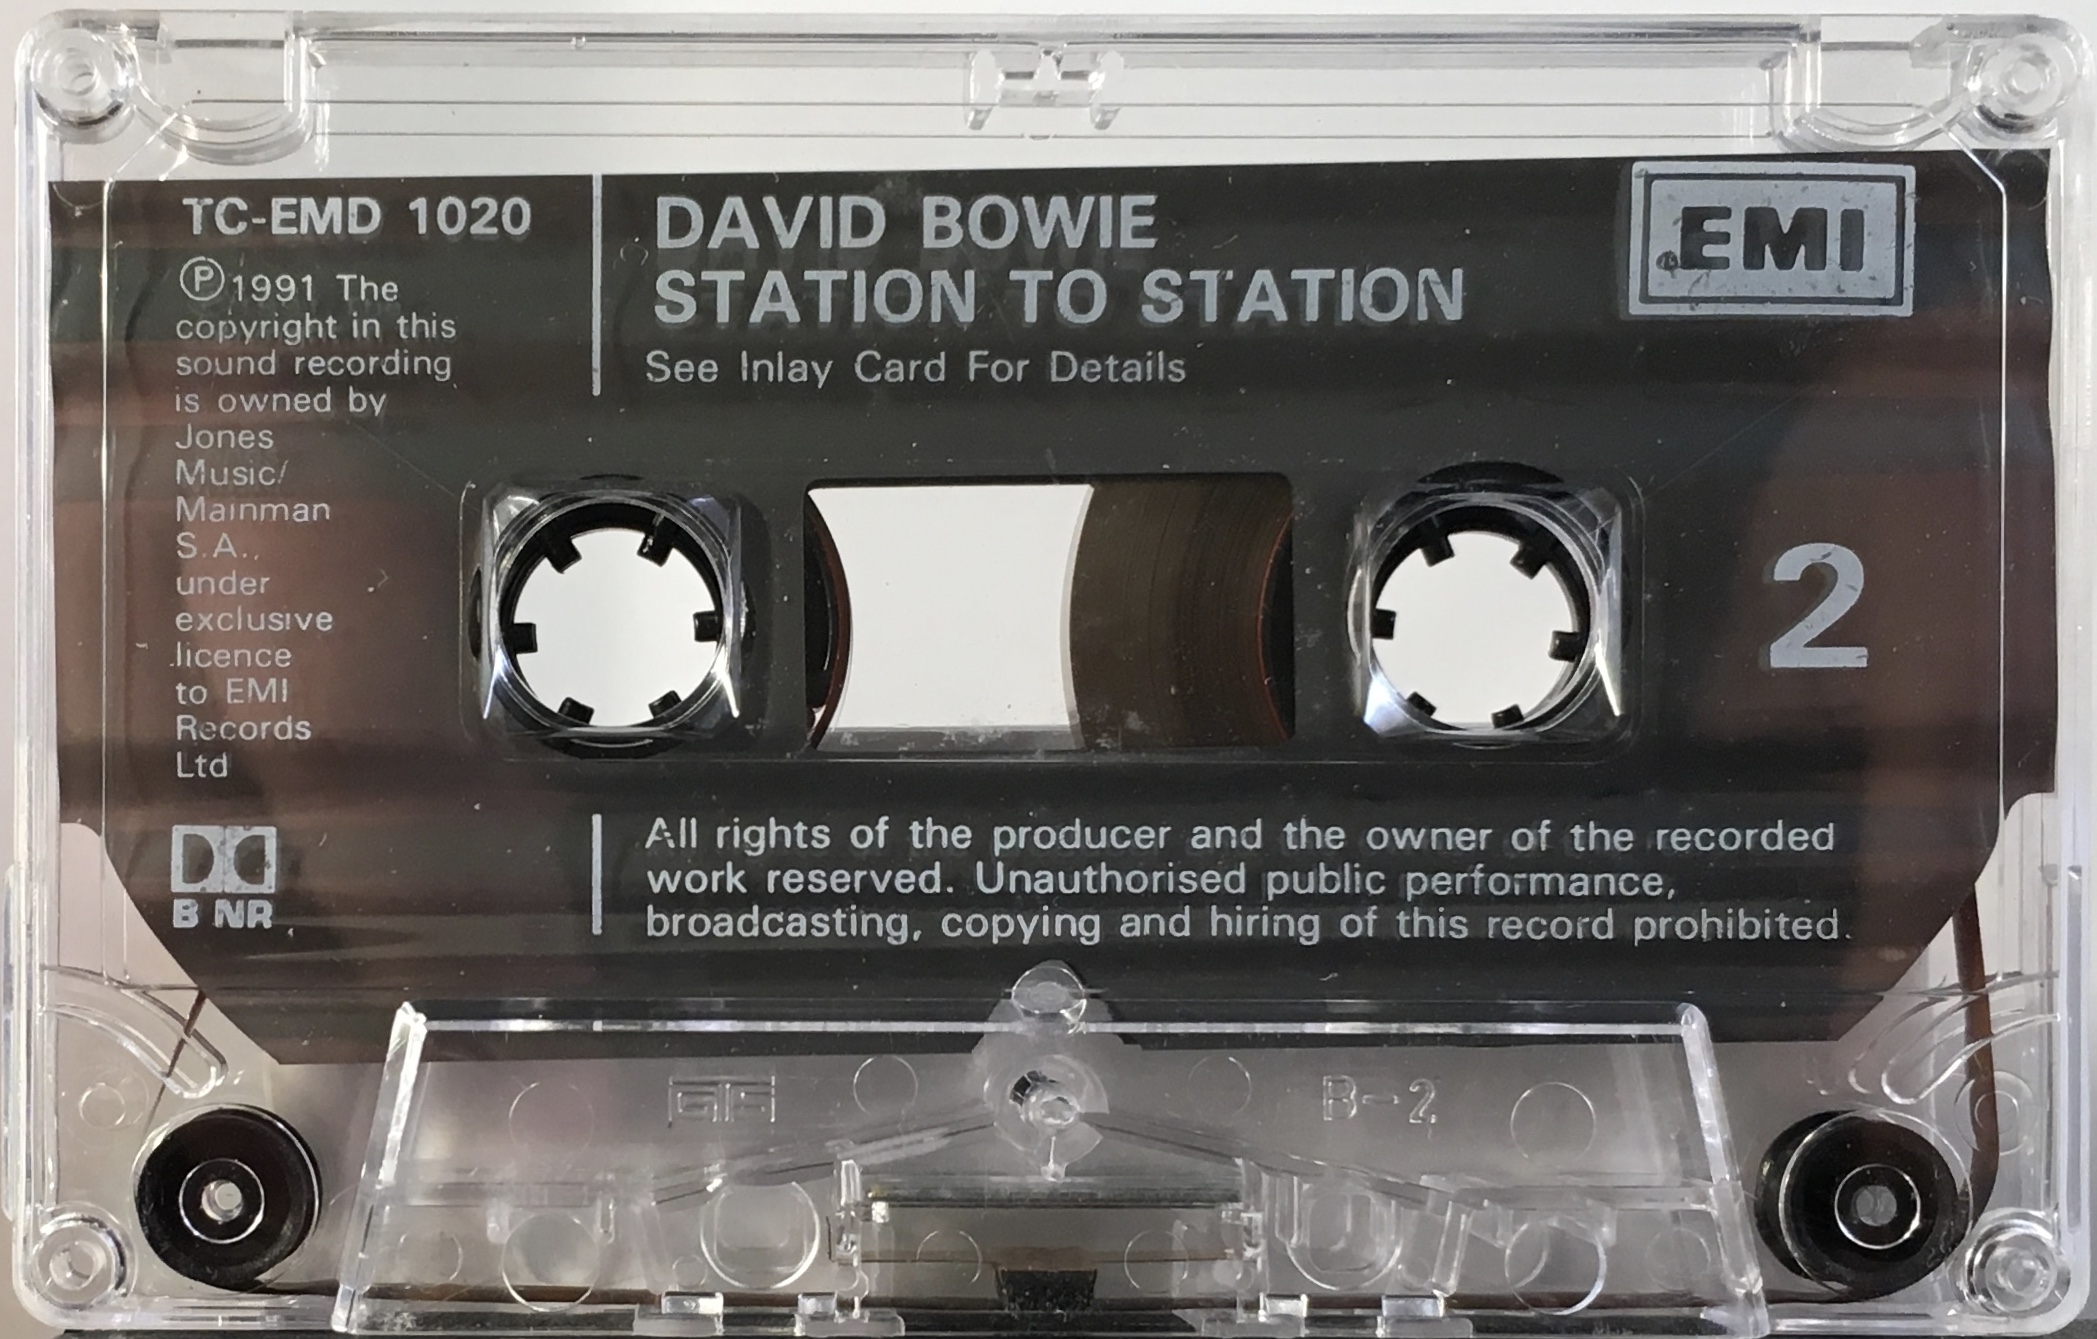 TC-EMD 1020
℗1991 The
copyright in this
sound recording
is owned by
Jones
Music/
Mainman
S.A.,
under
exclusive
licence
to EMI
Records
Ltd
B NR
DAVID BOWIE
STATION TO STATION
See Inlay Card For Details
EMI
2
All rights of the producer and the owner of the recorded
work reserved. Unauthorised public performance,
broadcasting, copying and hiring of this record prohibited.
B-2